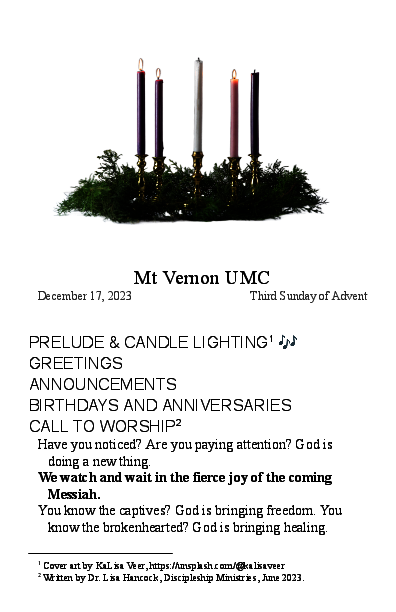 Mt Vernon UMC
December 17, 2023 Third Sunday of Advent
PRELUDE & CANDLE LIGHTING¹ 🎶
GREETINGS
ANNOUNCEMENTS
BIRTHDAYS AND ANNIVERSARIES
CALL TO WORSHIP²
Have you noticed? Are you paying attention? God is
doing a new thing.
We watch and wait in the fierce joy of the coming
Messiah.
You know the captives? God is bringing freedom. You
know the brokenhearted? God is bringing healing.
¹ Cover art by KaLisa Veer, https://unsplash.com/@kalisaveer
² Written by Dr. Lisa Hancock, Discipleship Ministries, June 2023.